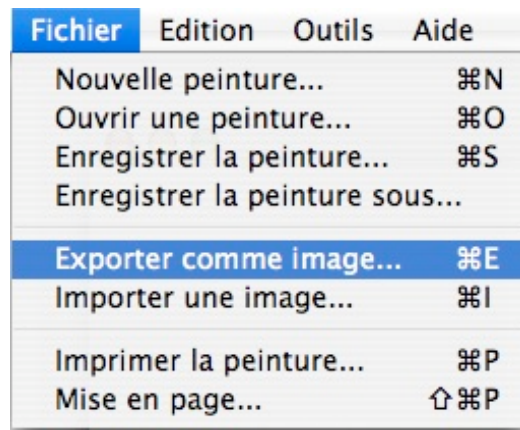 Fichier Edition Outils Aide
Nouvelle peinture... ⌘N
Ouvrir une peinture... ⌘O
Enregistrer la peinture... ⌘S
Enregistrer la peinture sous...
Exporter comme image... ⌘E
Importer une image... ⌘I
Imprimer la peinture... ⌘P
Mise en page... ⇧⌘P